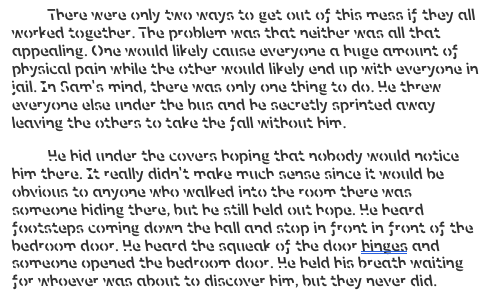 There were only two ways to get out of this mess if they all
worked together. The problem was that neither was all that
appealing. One would likely cause everyone a huge amount of
physical pain while the other would likely end up with everyone in
jail. In Sam's mind, there was only one thing to do. He threw
everyone else under the bus and he secretly sprinted away
leaving the others to take the fall without him.
He hid under the covers hoping that nobody would notice
him there. It really didn't make much sense since it would be
obvious to anyone who walked into the room there was
someone hiding there, but he still held out hope. He heard
footsteps coming down the hall and stop in front in front of the
bedroom door. He heard the squeak of the door hinges and
someone opened the bedroom door. He held his breath waiting
for whoever was about to discover him, but they never did.